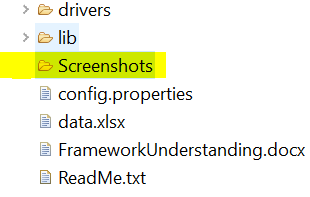 drivers
lib
Screenshots
config.properties
data.xlsx
FrameworkUnderstanding.docx
ReadMe.txt